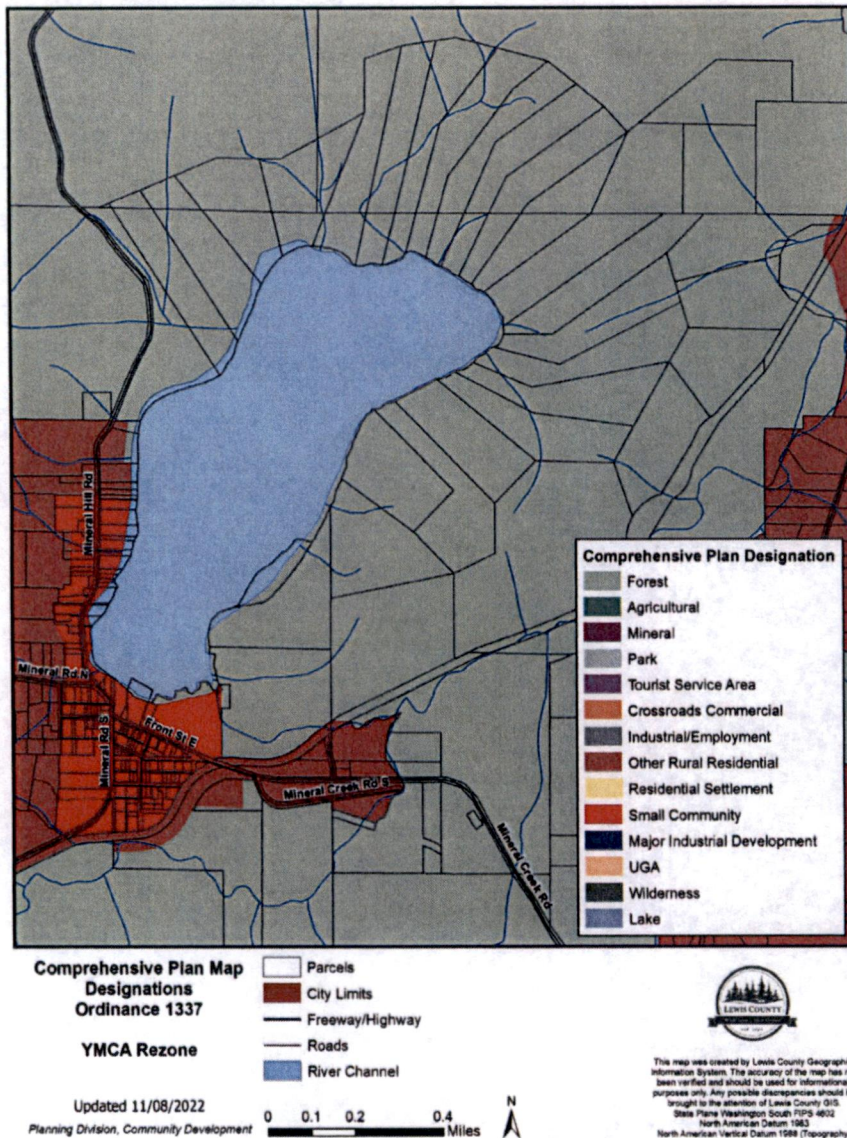 Mineral Hill Rd
Mineral Rd N
Mineral Rd S
Front St E
Mineral Creek Rd S
Mineral Creek Rd
Comprehensive Plan Designation
Forest
Agricultural
Mineral
Park
Tourist Service Area
Crossroads Commercial
Industrial/Employment
Other Rural Residential
Residential Settlement
Small Community
Major Industrial Development
UGA
Wilderness
Lake
Comprehensive Plan Map
Designations
Ordinance 1337
YMCA Rezone
Updated 11/08/2022
Planning Division, Community Development
Parcels
City Limits
Freeway/Highway
Roads
River Channel
0 0.1 0.2 0.4
Miles
N
LEWIS COUNTY
This map was created by Lewis County Geographi
Information System. The accuracy of the map has n
been verified and should be used for informational
purposes only. Any possible discrepancies should b
brought to the attention of Lewis County GIS.
State Plane Washington South FIPS 4602
North American Datum 1983
North American Vertical Datum 1988 (Topography